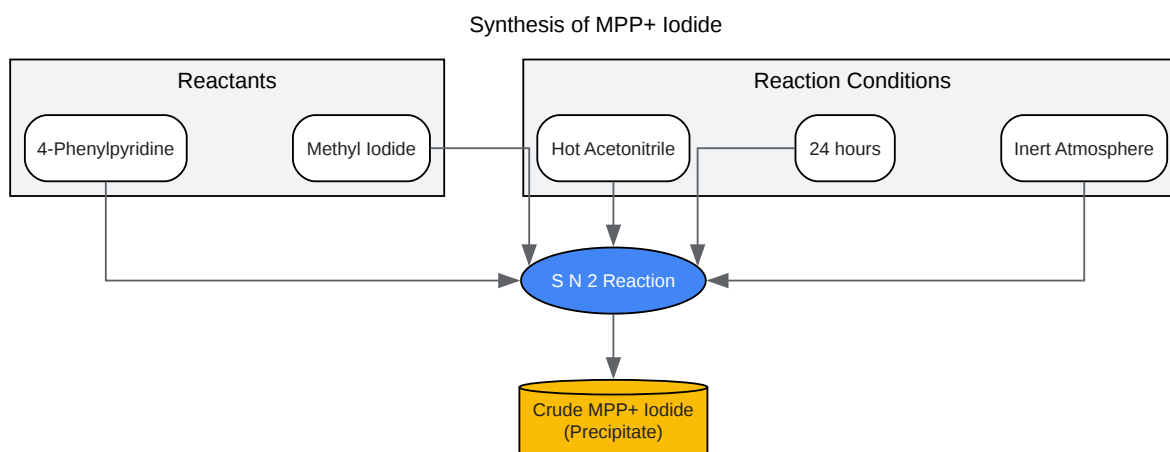 Synthesis of MPP+ Iodide
Reactants
Reaction Conditions
4-Phenylpyridine
Methyl Iodide
Hot Acetonitrile
24 hours
Inert Atmosphere
S N 2 Reaction
Crude MPP+ Iodide
(Precipitate)